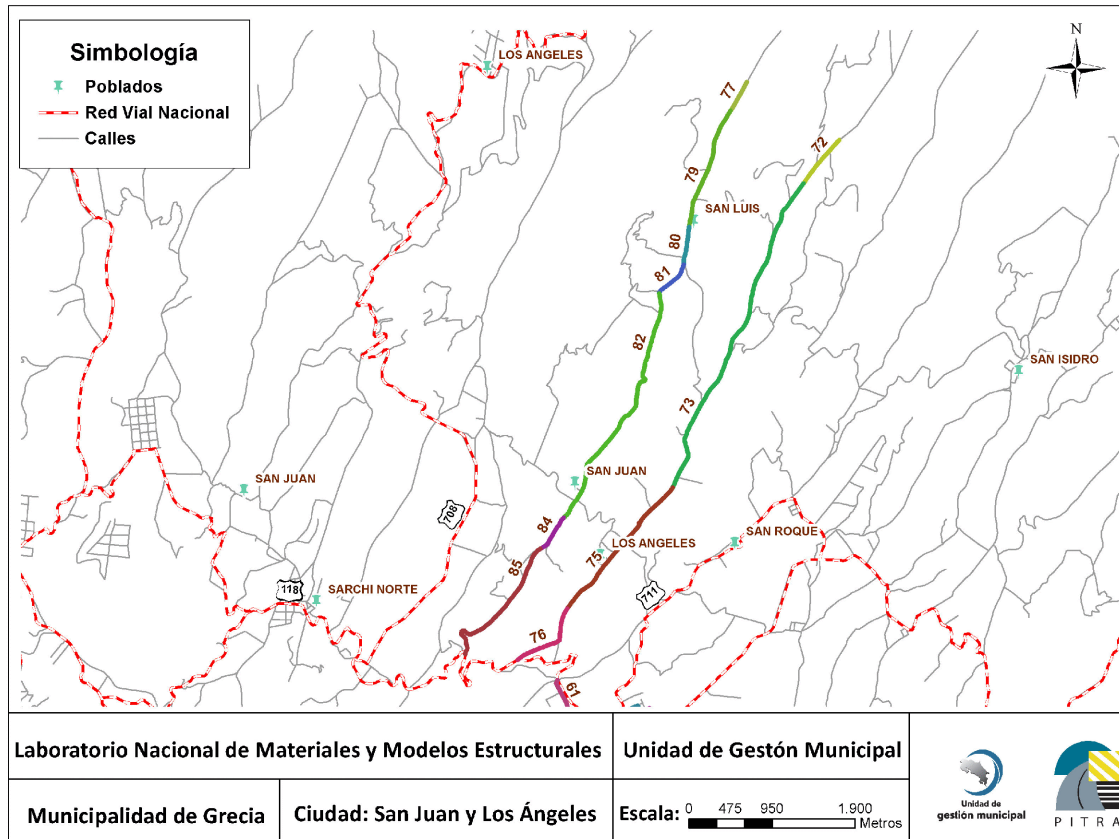 Simbología
Poblados
Red Vial Nacional
Calles
N
LOS ANGELES
77
72
79
SAN LUIS
80
81
82
SAN ISIDRO
73
SAN JUAN
SAN JUAN
708
84
SAN ROQUE
LOS ANGELES
75
85
711
118
SARCHI NORTE
76
61
Laboratorio Nacional de Materiales y Modelos Estructurales
Unidad de Gestón Municipal
Municipalidad de Grecia
Ciudad: San Juan y Los Ángeles
Escala: 0 475 950 1.900
Metros
Unidad de
gestión municipal
PITRA